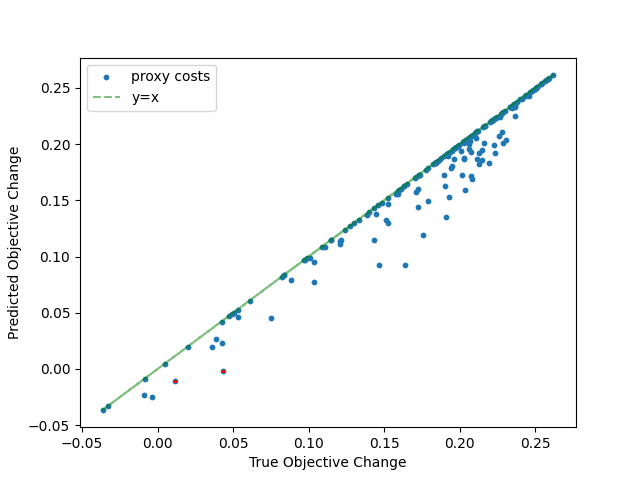 proxy costs
y=x
Predicted Objective Change
0.25
0.20
0.15
0.10
0.05
0.00
−0.05
−0.05 0.00 0.05 0.10 0.15 0.20 0.25
True Objective Change